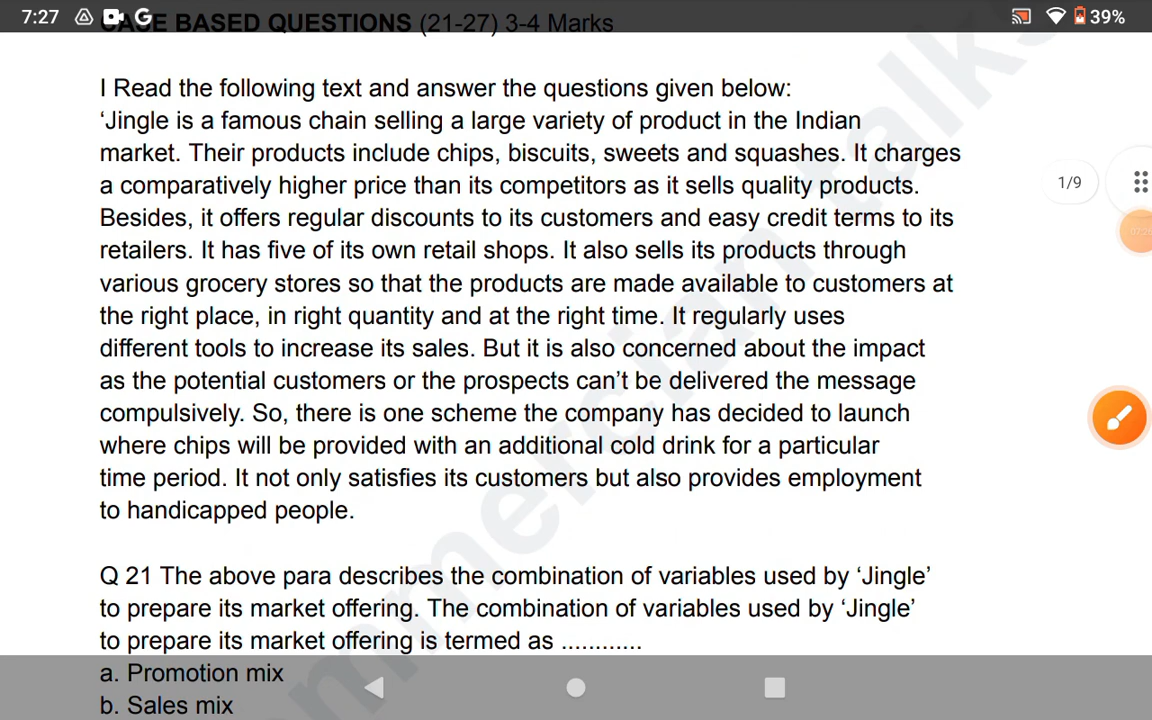 7:27
39%
CASE BASED QUESTIONS (21-27) 3-4 Marks
I Read the following text and answer the questions given below:
‘Jingle is a famous chain selling a large variety of product in the Indian
market. Their products include chips, biscuits, sweets and squashes. It charges
a comparatively higher price than its competitors as it sells quality products.
Besides, it offers regular discounts to its customers and easy credit terms to its
retailers. It has five of its own retail shops. It also sells its products through
various grocery stores so that the products are made available to customers at
the right place, in right quantity and at the right time. It regularly uses
different tools to increase its sales. But it is also concerned about the impact
as the potential customers or the prospects can’t be delivered the message
compulsively. So, there is one scheme the company has decided to launch
where chips will be provided with an additional cold drink for a particular
time period. It not only satisfies its customers but also provides employment
to handicapped people.
1/9
Q 21 The above para describes the combination of variables used by ‘Jingle’
to prepare its market offering. The combination of variables used by ‘Jingle’
to prepare its market offering is termed as ............
a. Promotion mix
b. Sales mix